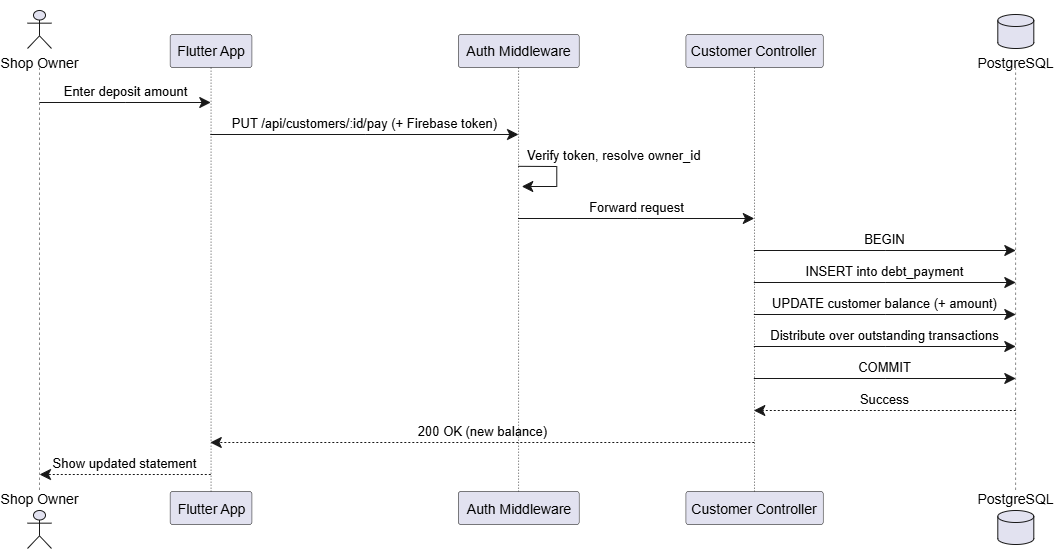 Shop Owner
Flutter App
Auth Middleware
Customer Controller
PostgreSQL
Enter deposit amount
PUT /api/customers/:id/pay (+ Firebase token)
Verify token, resolve owner_id
Forward request
BEGIN
INSERT into debt_payment
UPDATE customer balance (+ amount)
Distribute over outstanding transactions
COMMIT
Success
200 OK (new balance)
Show updated statement
Shop Owner
Flutter App
Auth Middleware
Customer Controller
PostgreSQL